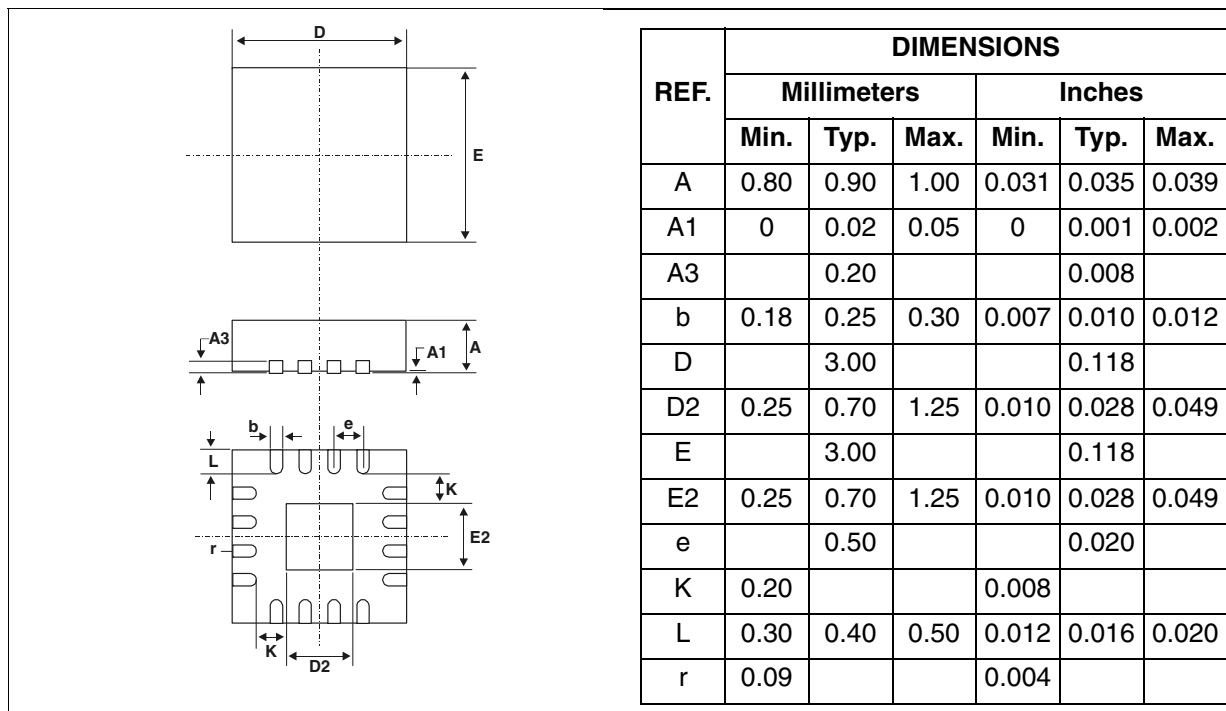 D
E
A3
A1
A
b
e
L
K
E2
r
K
D2
DIMENSIONS
REF. Millimeters Inches
Min. Typ. Max. Min. Typ. Max.
A 0.80 0.90 1.00 0.031 0.035 0.039
A1 0 0.02 0.05 0 0.001 0.002
A3 0.20 0.008
b 0.18 0.25 0.30 0.007 0.010 0.012
D 3.00 0.118
D2 0.25 0.70 1.25 0.010 0.028 0.049
E 3.00 0.118
E2 0.25 0.70 1.25 0.010 0.028 0.049
e 0.50 0.020
K 0.20 0.008
L 0.30 0.40 0.50 0.012 0.016 0.020
r 0.09 0.004